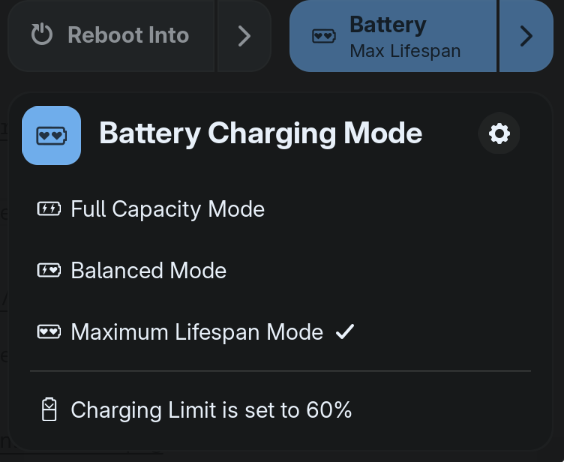 Reboot Into
Battery
Max Lifespan
Battery Charging Mode
Full Capacity Mode
Balanced Mode
Maximum Lifespan Mode
Charging Limit is set to 60%